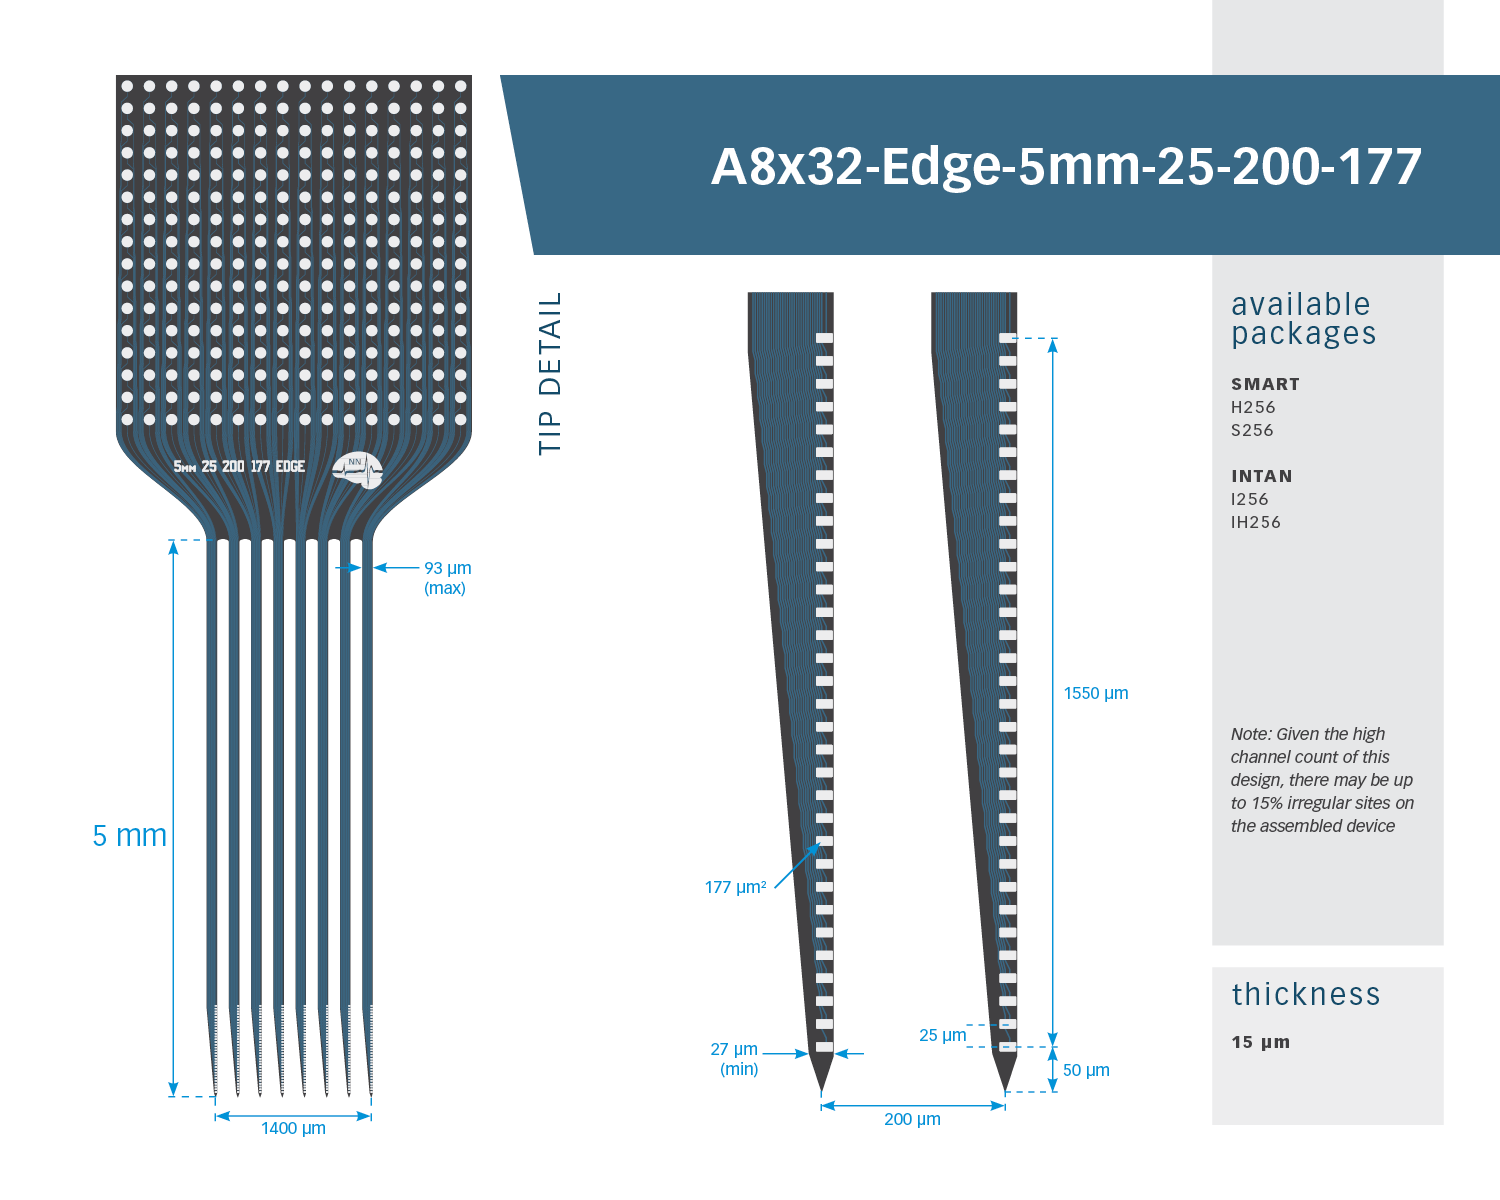 A8x32-Edge-5mm-25-200-177
5mm 25 200 177 EDGE
NN
93 µm
(max)
5 mm
1400 µm
TIP DETAIL
1550 µm
177 µm²
25 µm
27 µm
(min)
50 µm
200 µm
available
packages
SMART
H256
S256
INTAN
I256
IH256
Note: Given the high
channel count of this
design, there may be up
to 15% irregular sites on
the assembled device
thickness
15 µm